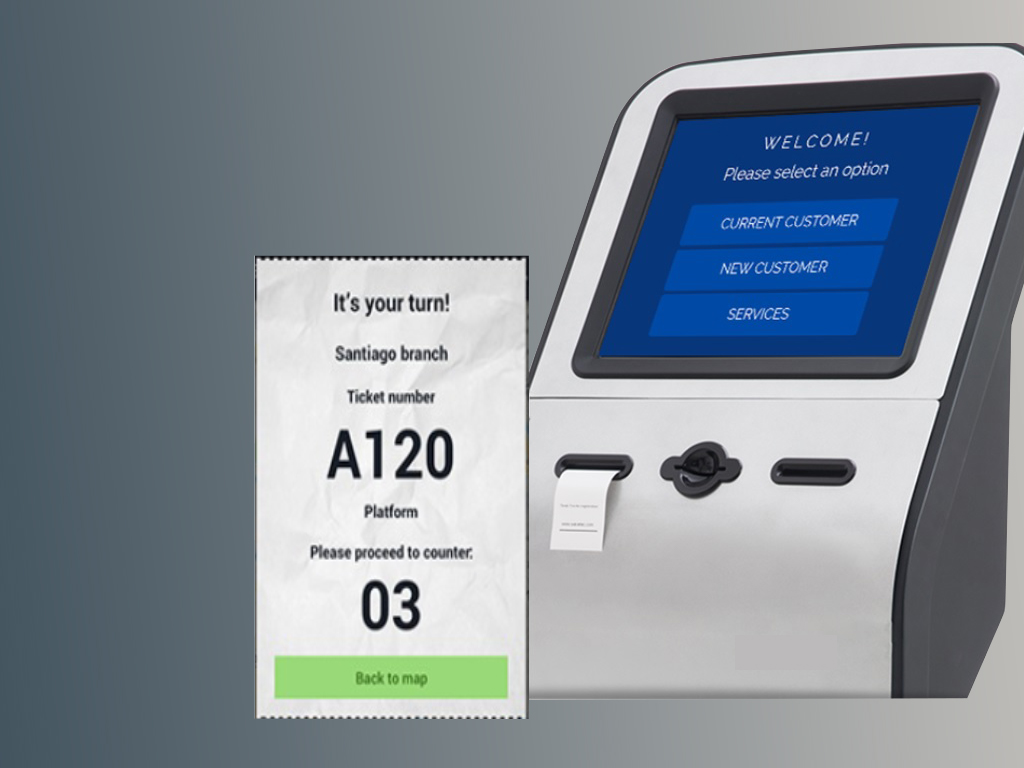 WELCOME!
Please select an option
CURRENT CUSTOMER
NEW CUSTOMER
SERVICES
It's your turn!
Santiago branch
Ticket number
A120
Platform
Please proceed to counter:
03
Back to map